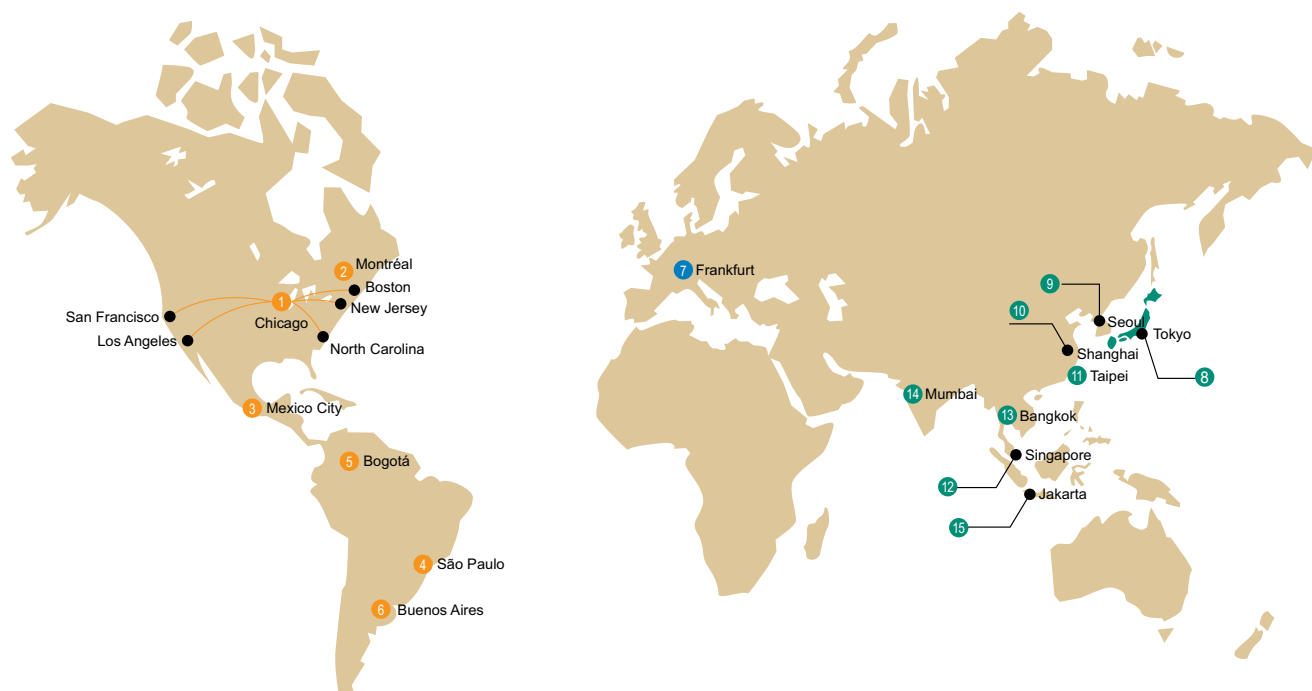 2 Montréal
Boston
1
New Jersey
San Francisco
Chicago
Los Angeles
North Carolina
3 Mexico City
5 Bogotá
4 São Paulo
6 Buenos Aires
7 Frankfurt
9
10
Seoul
Tokyo
Shanghai
11 Taipei
8
14 Mumbai
13 Bangkok
Singapore
12
Jakarta
15